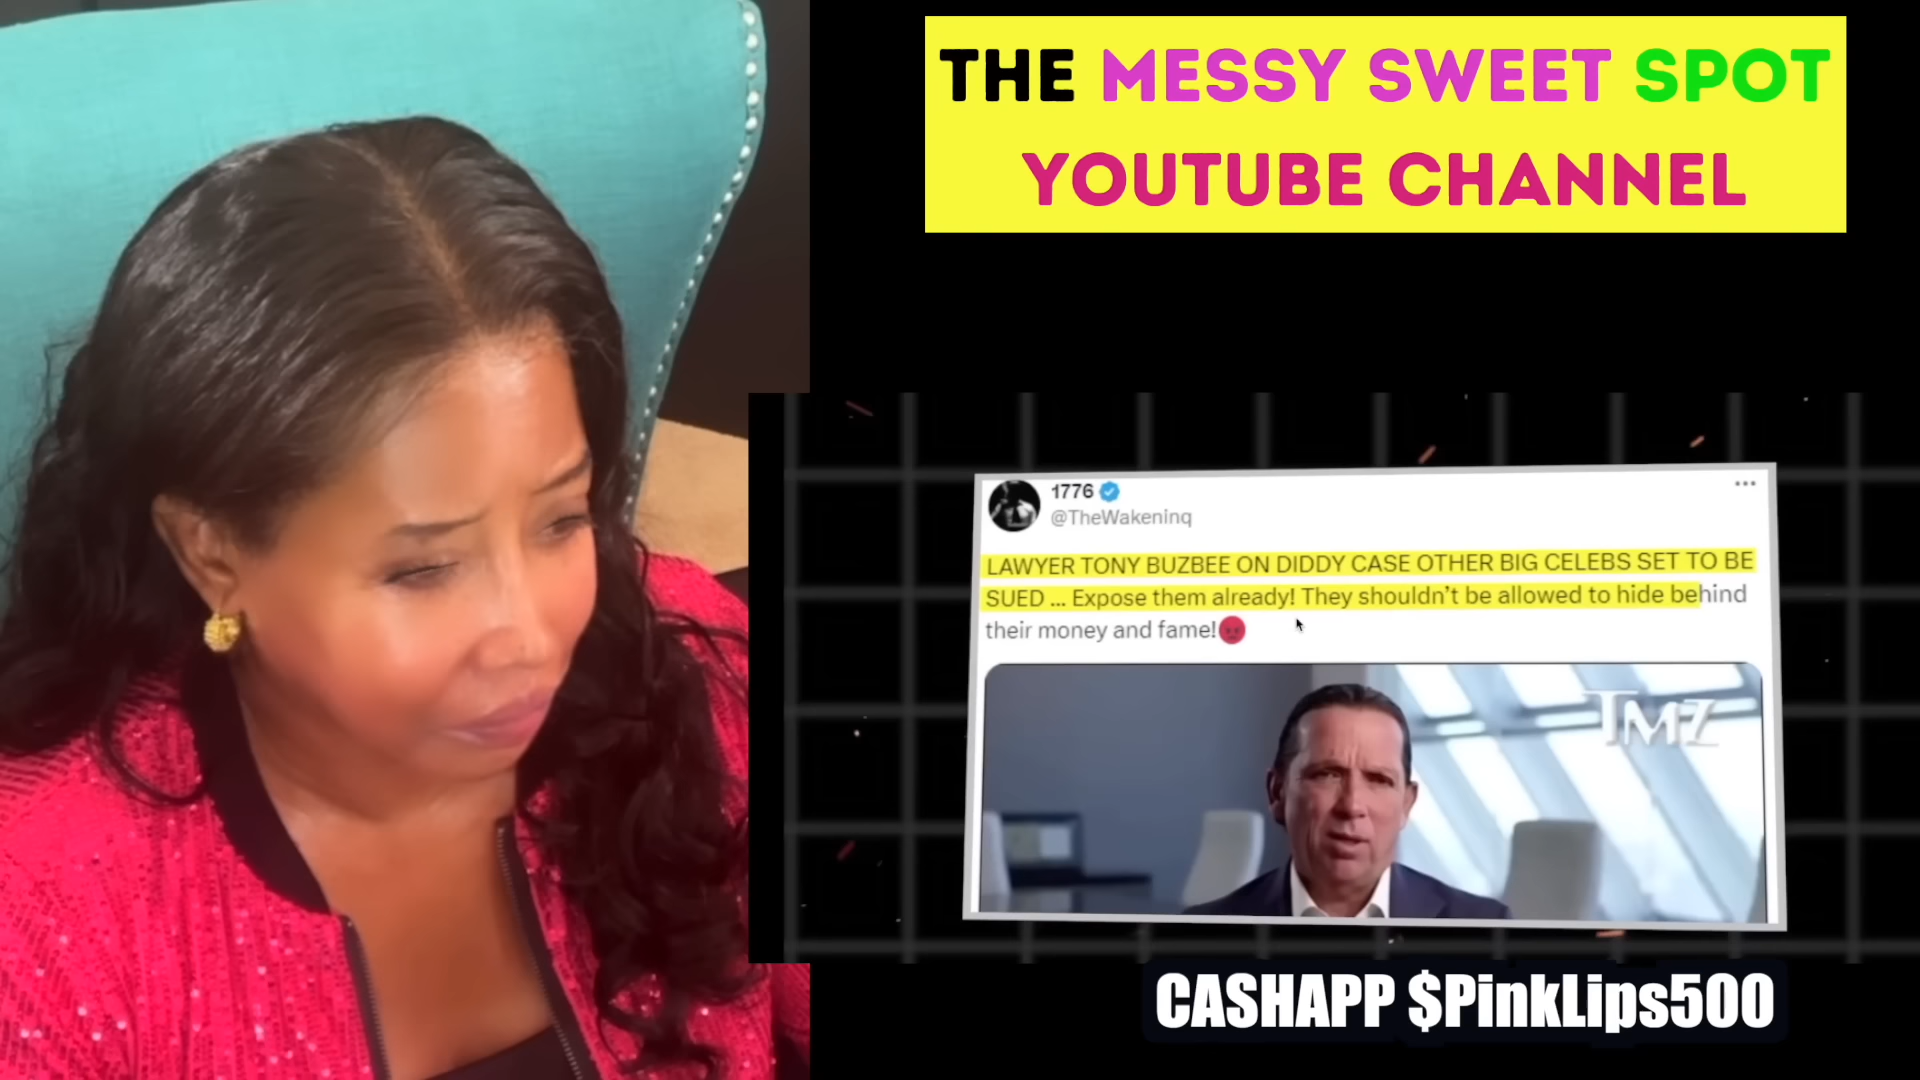 THE MESSY SWEET SPOT
YOUTUBE CHANNEL
1776
@TheWakeninq
LAWYER TONY BUZBEE ON DIDDY CASE OTHER BIG CELEBS SET TO BE
SUED ... Expose them already! They shouldn't be allowed to hide behind
their money and fame!
TMZ
CASHAPP $PinkLips500